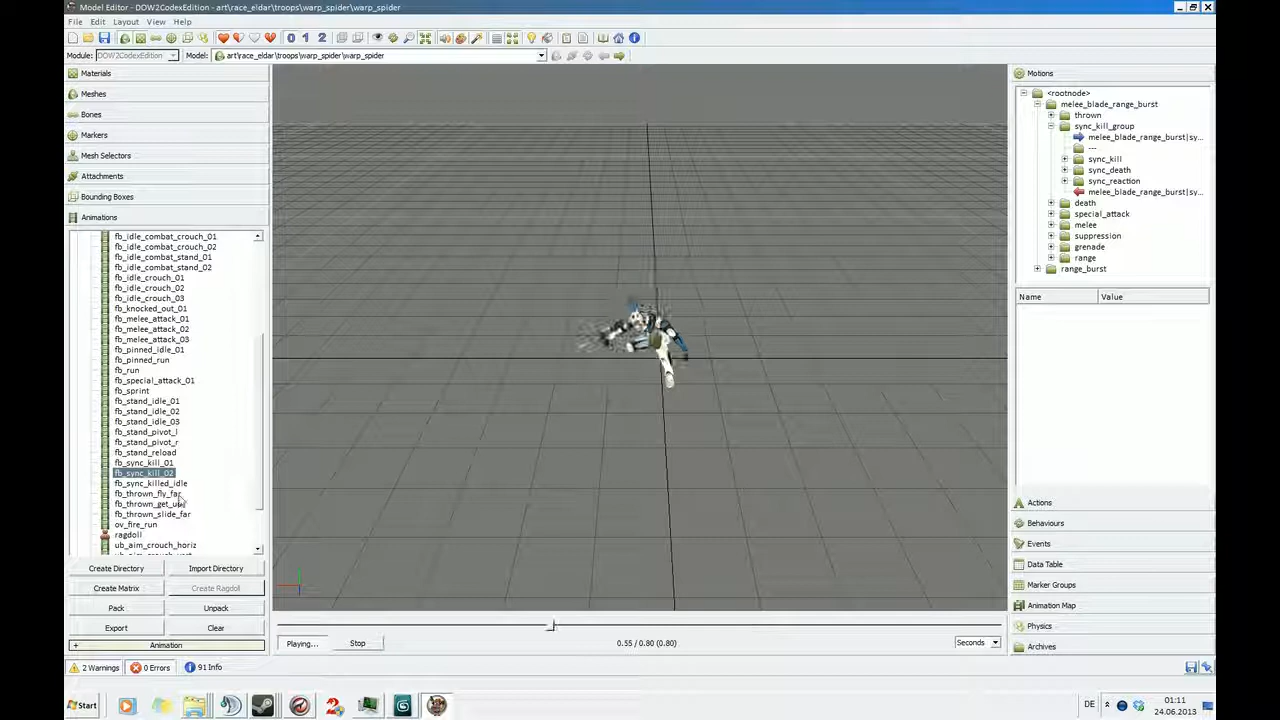 Model Editor - DOW2CodexEdition - art\race_eldar\troops\warp_spider\warp_spider
File Edit Layout View Help
Module: DOW2CodexEdition Model: art\race_eldar\troops\warp_spider\warp_spider
Materials
Meshes
Bones
Markers
Mesh Selectors
Attachments
Bounding Boxes
Animations
fb_idle_combat_crouch_01
fb_idle_combat_crouch_02
fb_idle_combat_stand_01
fb_idle_combat_stand_02
fb_idle_crouch_01
fb_idle_crouch_02
fb_idle_crouch_03
fb_knocked_out_01
fb_melee_attack_01
fb_melee_attack_02
fb_melee_attack_03
fb_pinned_idle_01
fb_pinned_run
fb_run
fb_special_attack_01
fb_sprint
fb_stand_idle_01
fb_stand_idle_02
fb_stand_idle_03
fb_stand_pivot_l
fb_stand_pivot_r
fb_stand_reload
fb_sync_kill_01
fb_sync_kill_02
fb_sync_killed_idle
fb_thrown_fly_far
fb_thrown_get_up
fb_thrown_slide_far
ov_fire_run
ragdoll
ub_aim_crouch_horiz
Create Directory Import Directory
Create Matrix Create Ragdoll
Pack Unpack
Export Clear
+ Animation
2 Warnings 0 Errors 91 Info
Playing... Stop 0.55 / 0.80 (0.80) Seconds
Motions
<rootnode>
melee_blade_range_burst
thrown
sync_kill_group
melee_blade_range_burst|sy...
---
sync_kill
sync_death
sync_reaction
melee_blade_range_burst|sy...
death
special_attack
melee
suppression
grenade
range
range_burst
Name Value
Actions
Behaviours
Events
Data Table
Marker Groups
Animation Map
Physics
Archives
Start DE 01:11
24.06.2013